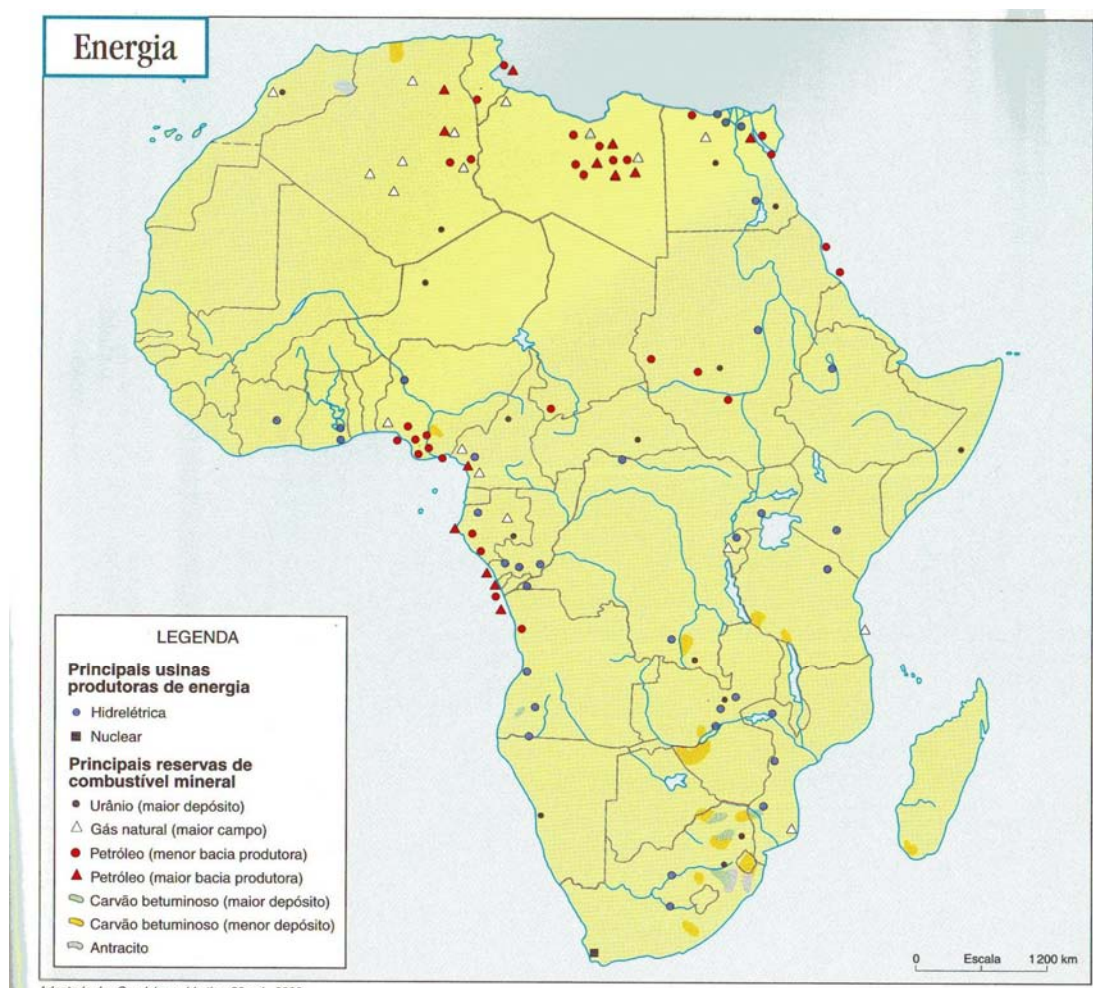 Energia
LEGENDA
Principais usinas
produtoras de energia
Hidrelétrica
Nuclear
Principais reservas de
combustível mineral
Urânio (maior depósito)
Gás natural (maior campo)
Petróleo (menor bacia produtora)
Petróleo (maior bacia produtora)
Carvão betuminoso (maior depósito)
Carvão betuminoso (menor depósito)
Antracito
0 Escala 1200 km